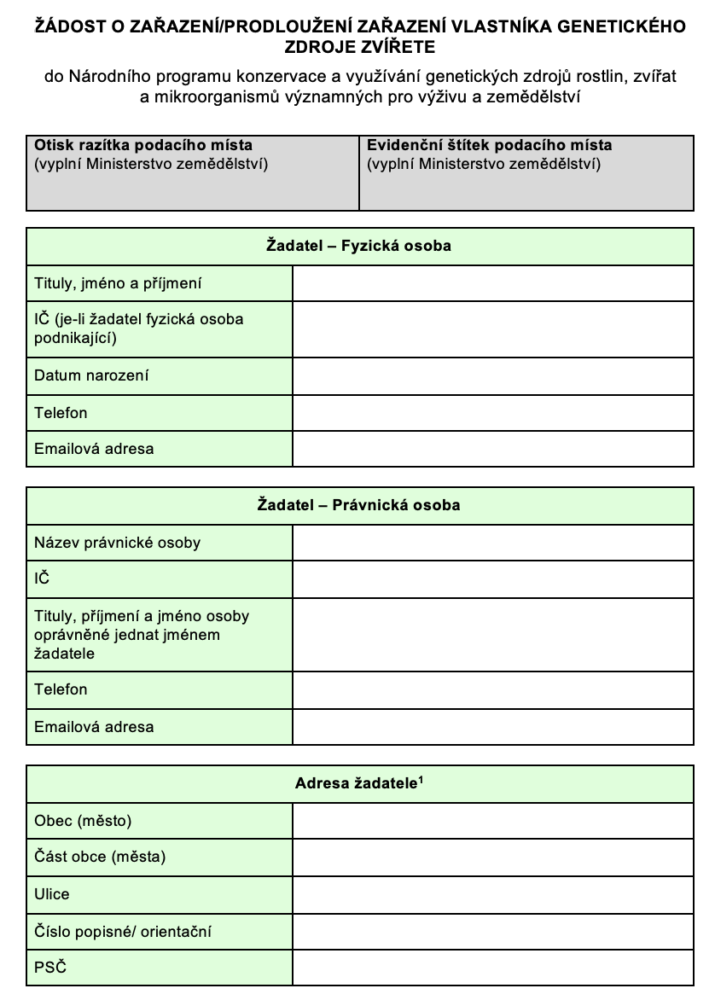 ŽÁDOST O ZAŘAZENÍ/PRODLOUŽENÍ ZAŘAZENÍ VLASTNÍKA GENETICKÉHO
ZDROJE ZVÍŘETE
do Národního programu konzervace a využívání genetických zdrojů rostlin, zvířat
a mikroorganismů významných pro výživu a zemědělství
Otisk razítka podacího místa
(vyplní Ministerstvo zemědělství)
Evidenční štítek podacího místa
(vyplní Ministerstvo zemědělství)
Žadatel – Fyzická osoba
Tituly, jméno a příjmení
IČ (je-li žadatel fyzická osoba
podnikající)
Datum narození
Telefon
Emailová adresa
Žadatel – Právnická osoba
Název právnické osoby
IČ
Tituly, příjmení a jméno osoby
oprávněné jednat jménem
žadatele
Telefon
Emailová adresa
Adresa žadatele¹
Obec (město)
Část obce (města)
Ulice
Číslo popisné/ orientační
PSČ